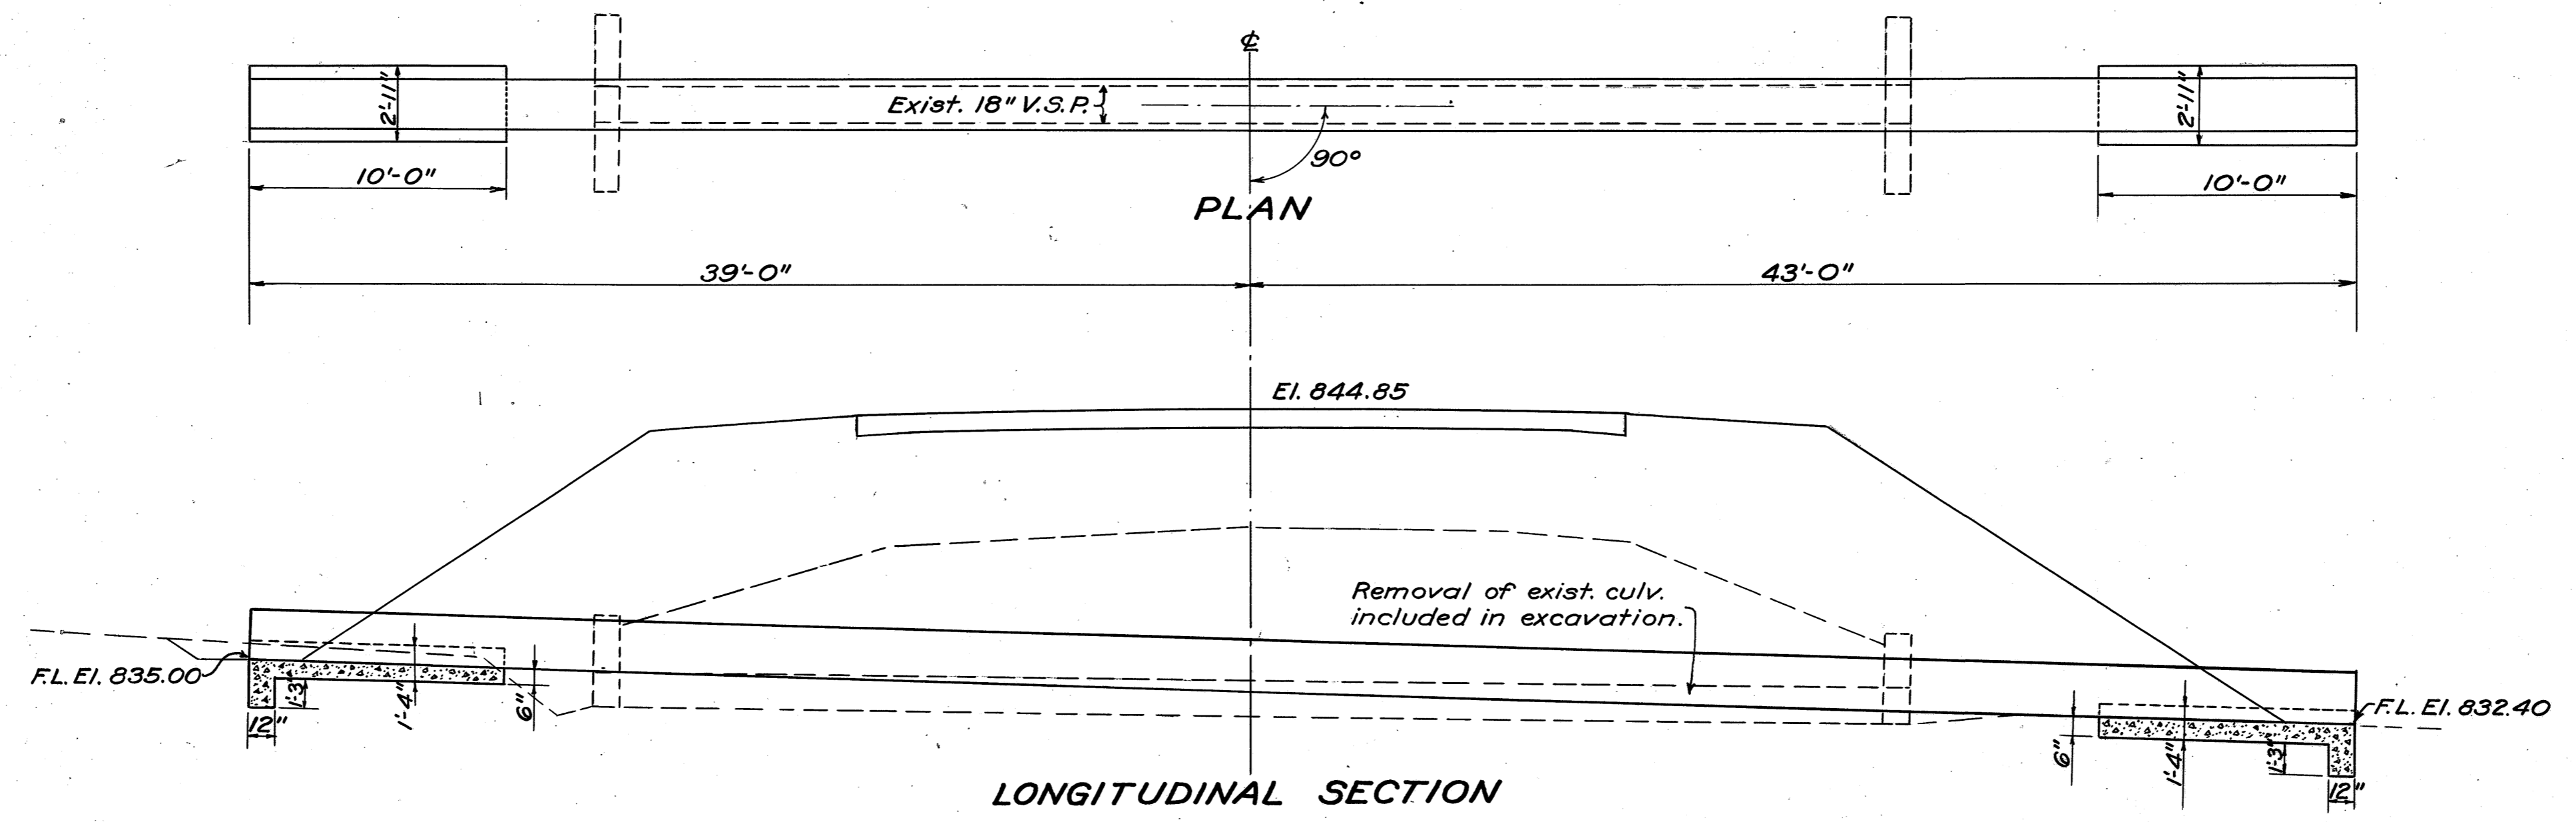 ℄
2'-11"
Exist. 18" V.S.P.
2'-11"
90°
10'-0"
10'-0"
PLAN
39'-0"
43'-0"
El. 844.85
Removal of exist. culv.
included in excavation.
F.L. El. 835.00
1'-3"
1'-4"
6"
12"
F.L. El. 832.40
6"
1'-4"
1'-3"
12"
LONGITUDINAL SECTION